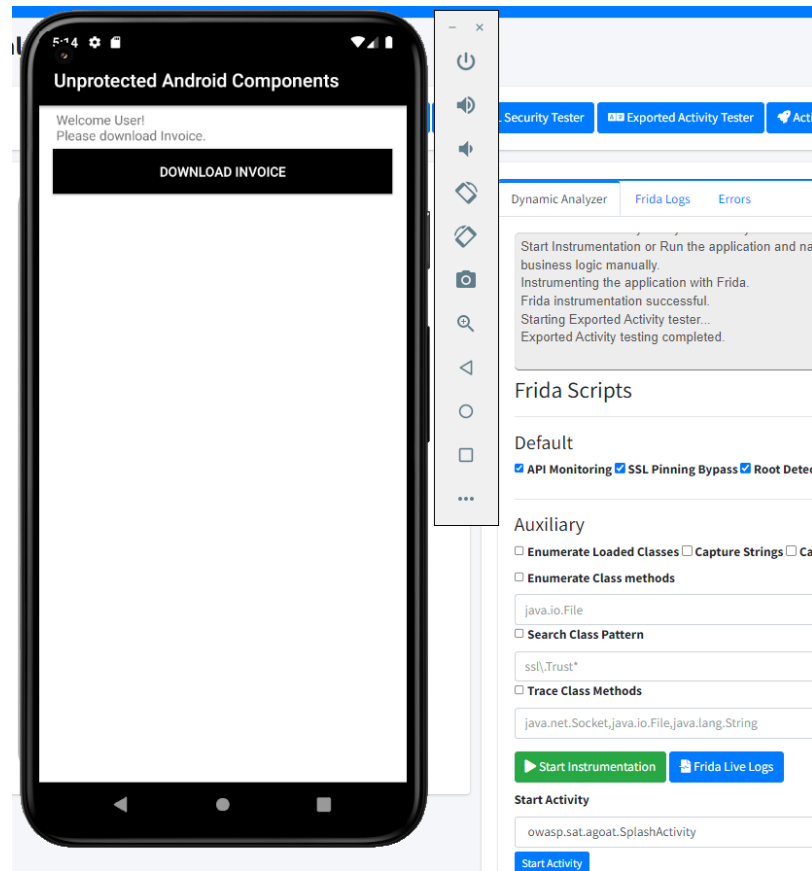 5:14
Unprotected Android Components
Welcome User!
Please download Invoice.
DOWNLOAD INVOICE
Security Tester
Exported Activity Tester
Dynamic Analyzer
Frida Logs
Errors
Start Instrumentation or Run the application and na
business logic manually.
Instrumenting the application with Frida.
Frida instrumentation successful.
Starting Exported Activity tester...
Exported Activity testing completed.
Frida Scripts
Default
API Monitoring SSL Pinning Bypass Root Detec
Auxiliary
Enumerate Loaded Classes Capture Strings Ca
Enumerate Class methods
java.io.File
Search Class Pattern
ssl\.Trust*
Trace Class Methods
java.net.Socket,java.io.File,java.lang.String
Start Instrumentation
Frida Live Logs
Start Activity
owasp.sat.agoat.SplashActivity
Start Activity